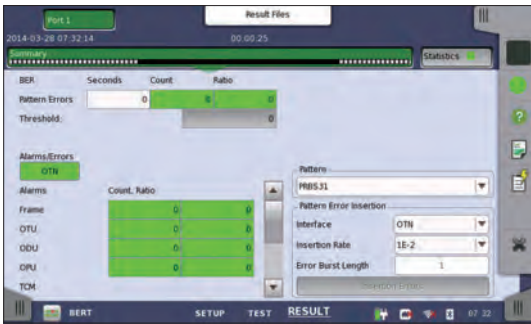 Port 1
Result Files
2014-03-28 07:32:14
00:00:25
Summary
Statistics
BER Seconds Count Ratio
Pattern Errors 0 0 0
Threshold: 0
Alarms/Errors
OTN
Alarms Count, Ratio
Frame 0 0
OTU 0 0
ODU 0 0
OPU 0 0
TCM
Pattern
PRBS31
Pattern Error Insertion
Interface OTN
Insertion Rate 1E-2
Error Burst Length 1
Insertion Errors
BERT
SETUP TEST RESULT
07:32